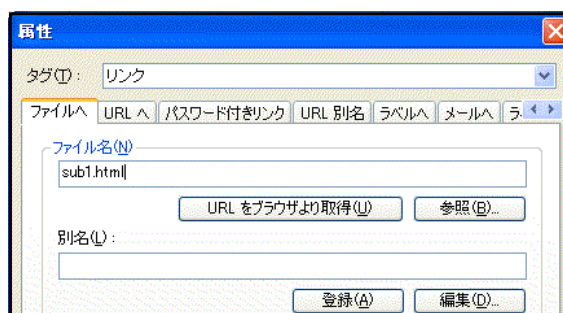 属性
タグ(T): リンク
ファイルへ URL へ パスワード付きリンク URL 別名 ラベルへ メールへ
ファイル名(N)
sub1.html
URL をブラウザより取得(U) 参照(B)...
別名(L):
登録(A) 編集(D)...